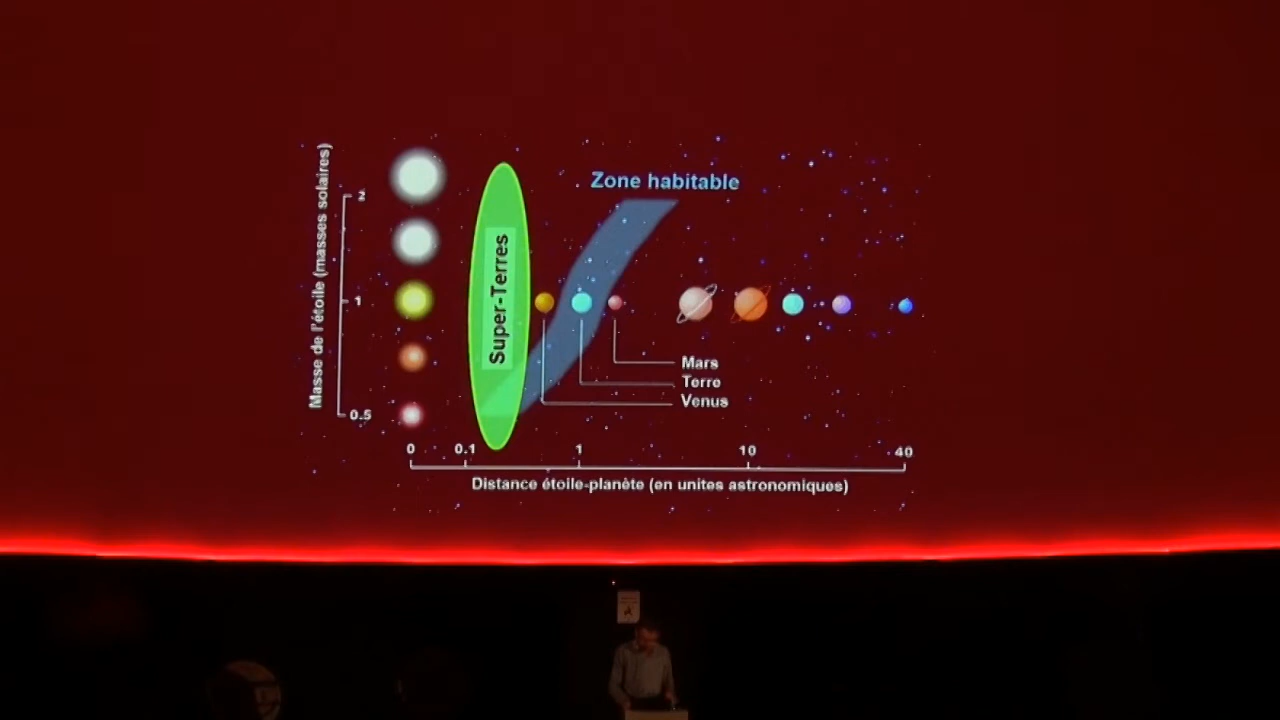 Zone habitable
Masse de l'étoile (masses solaires)
2
1
0.5
Super-Terres
Mars
Terre
Venus
0
0.1
1
10
40
Distance étoile-planète (en unites astronomiques)